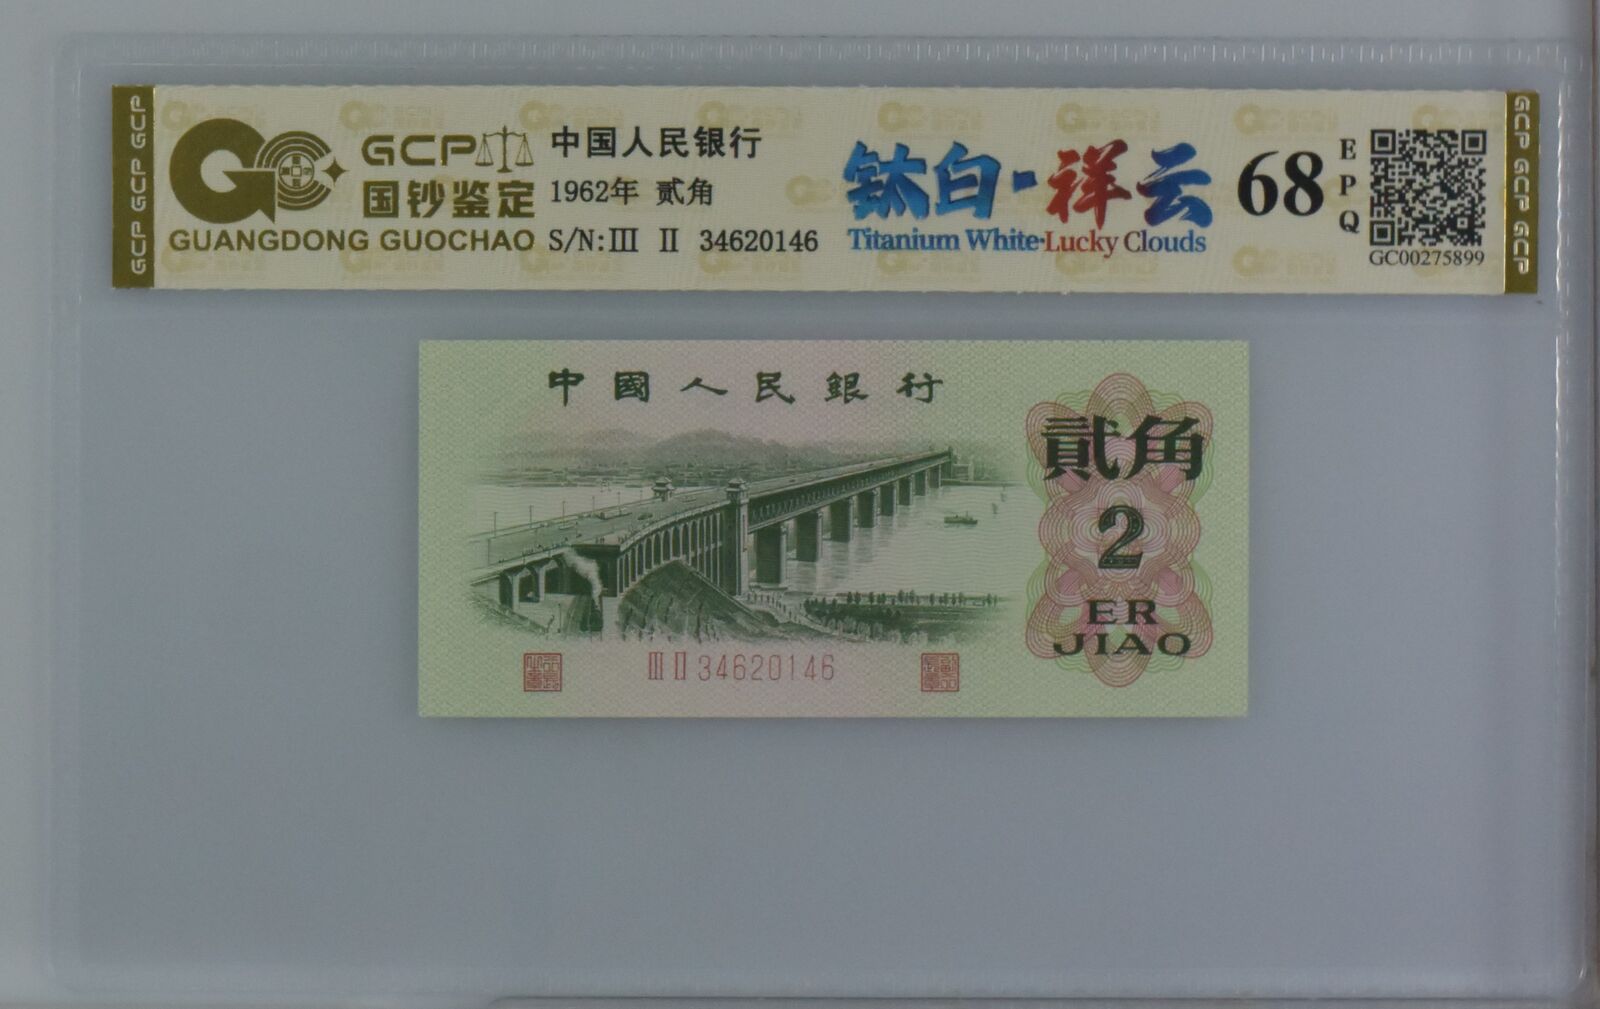 GCP GCP GCP
GCP
国钞鉴定
GUANGDONG GUOCHAO
中国人民银行
1962年 贰角
S/N:Ⅲ Ⅱ 34620146
钛白·祥云
Titanium White·Lucky Clouds
68
EPQ
GC00275899
GCP GCP GCP
中國人民銀行
貳角
2
ER
JIAO
Ⅲ Ⅱ 34620146